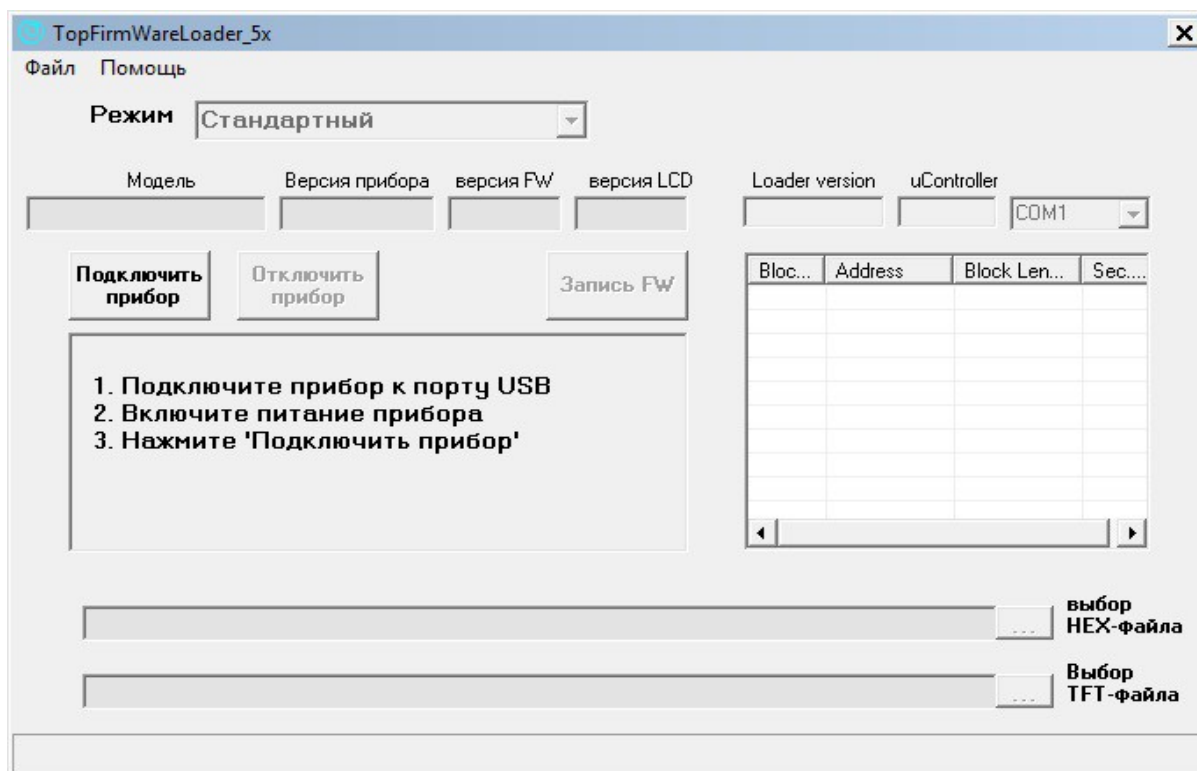 TopFirmWareLoader_5x
Файл Помощь
Режим Стандартный
Модель Версия прибора версия FW версия LCD Loader version uController
COM1
Подключить
прибор
Отключить
прибор
Запись FW
Bloc... Address Block Len... Sec....
1. Подключите прибор к порту USB
2. Включите питание прибора
3. Нажмите 'Подключить прибор'
...
выбор
HEX-файла
...
Выбор
TFT-файла